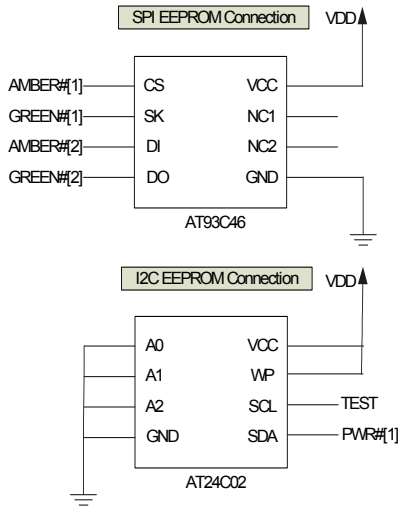 SPI EEPROM Connection
VDD
AMBER#[1] CS VCC
GREEN#[1] SK NC1
AMBER#[2] DI NC2
GREEN#[2] DO GND
AT93C46
I2C EEPROM Connection
VDD
A0 VCC
A1 WP
A2 SCL TEST
GND SDA PWR#[1]
AT24C02